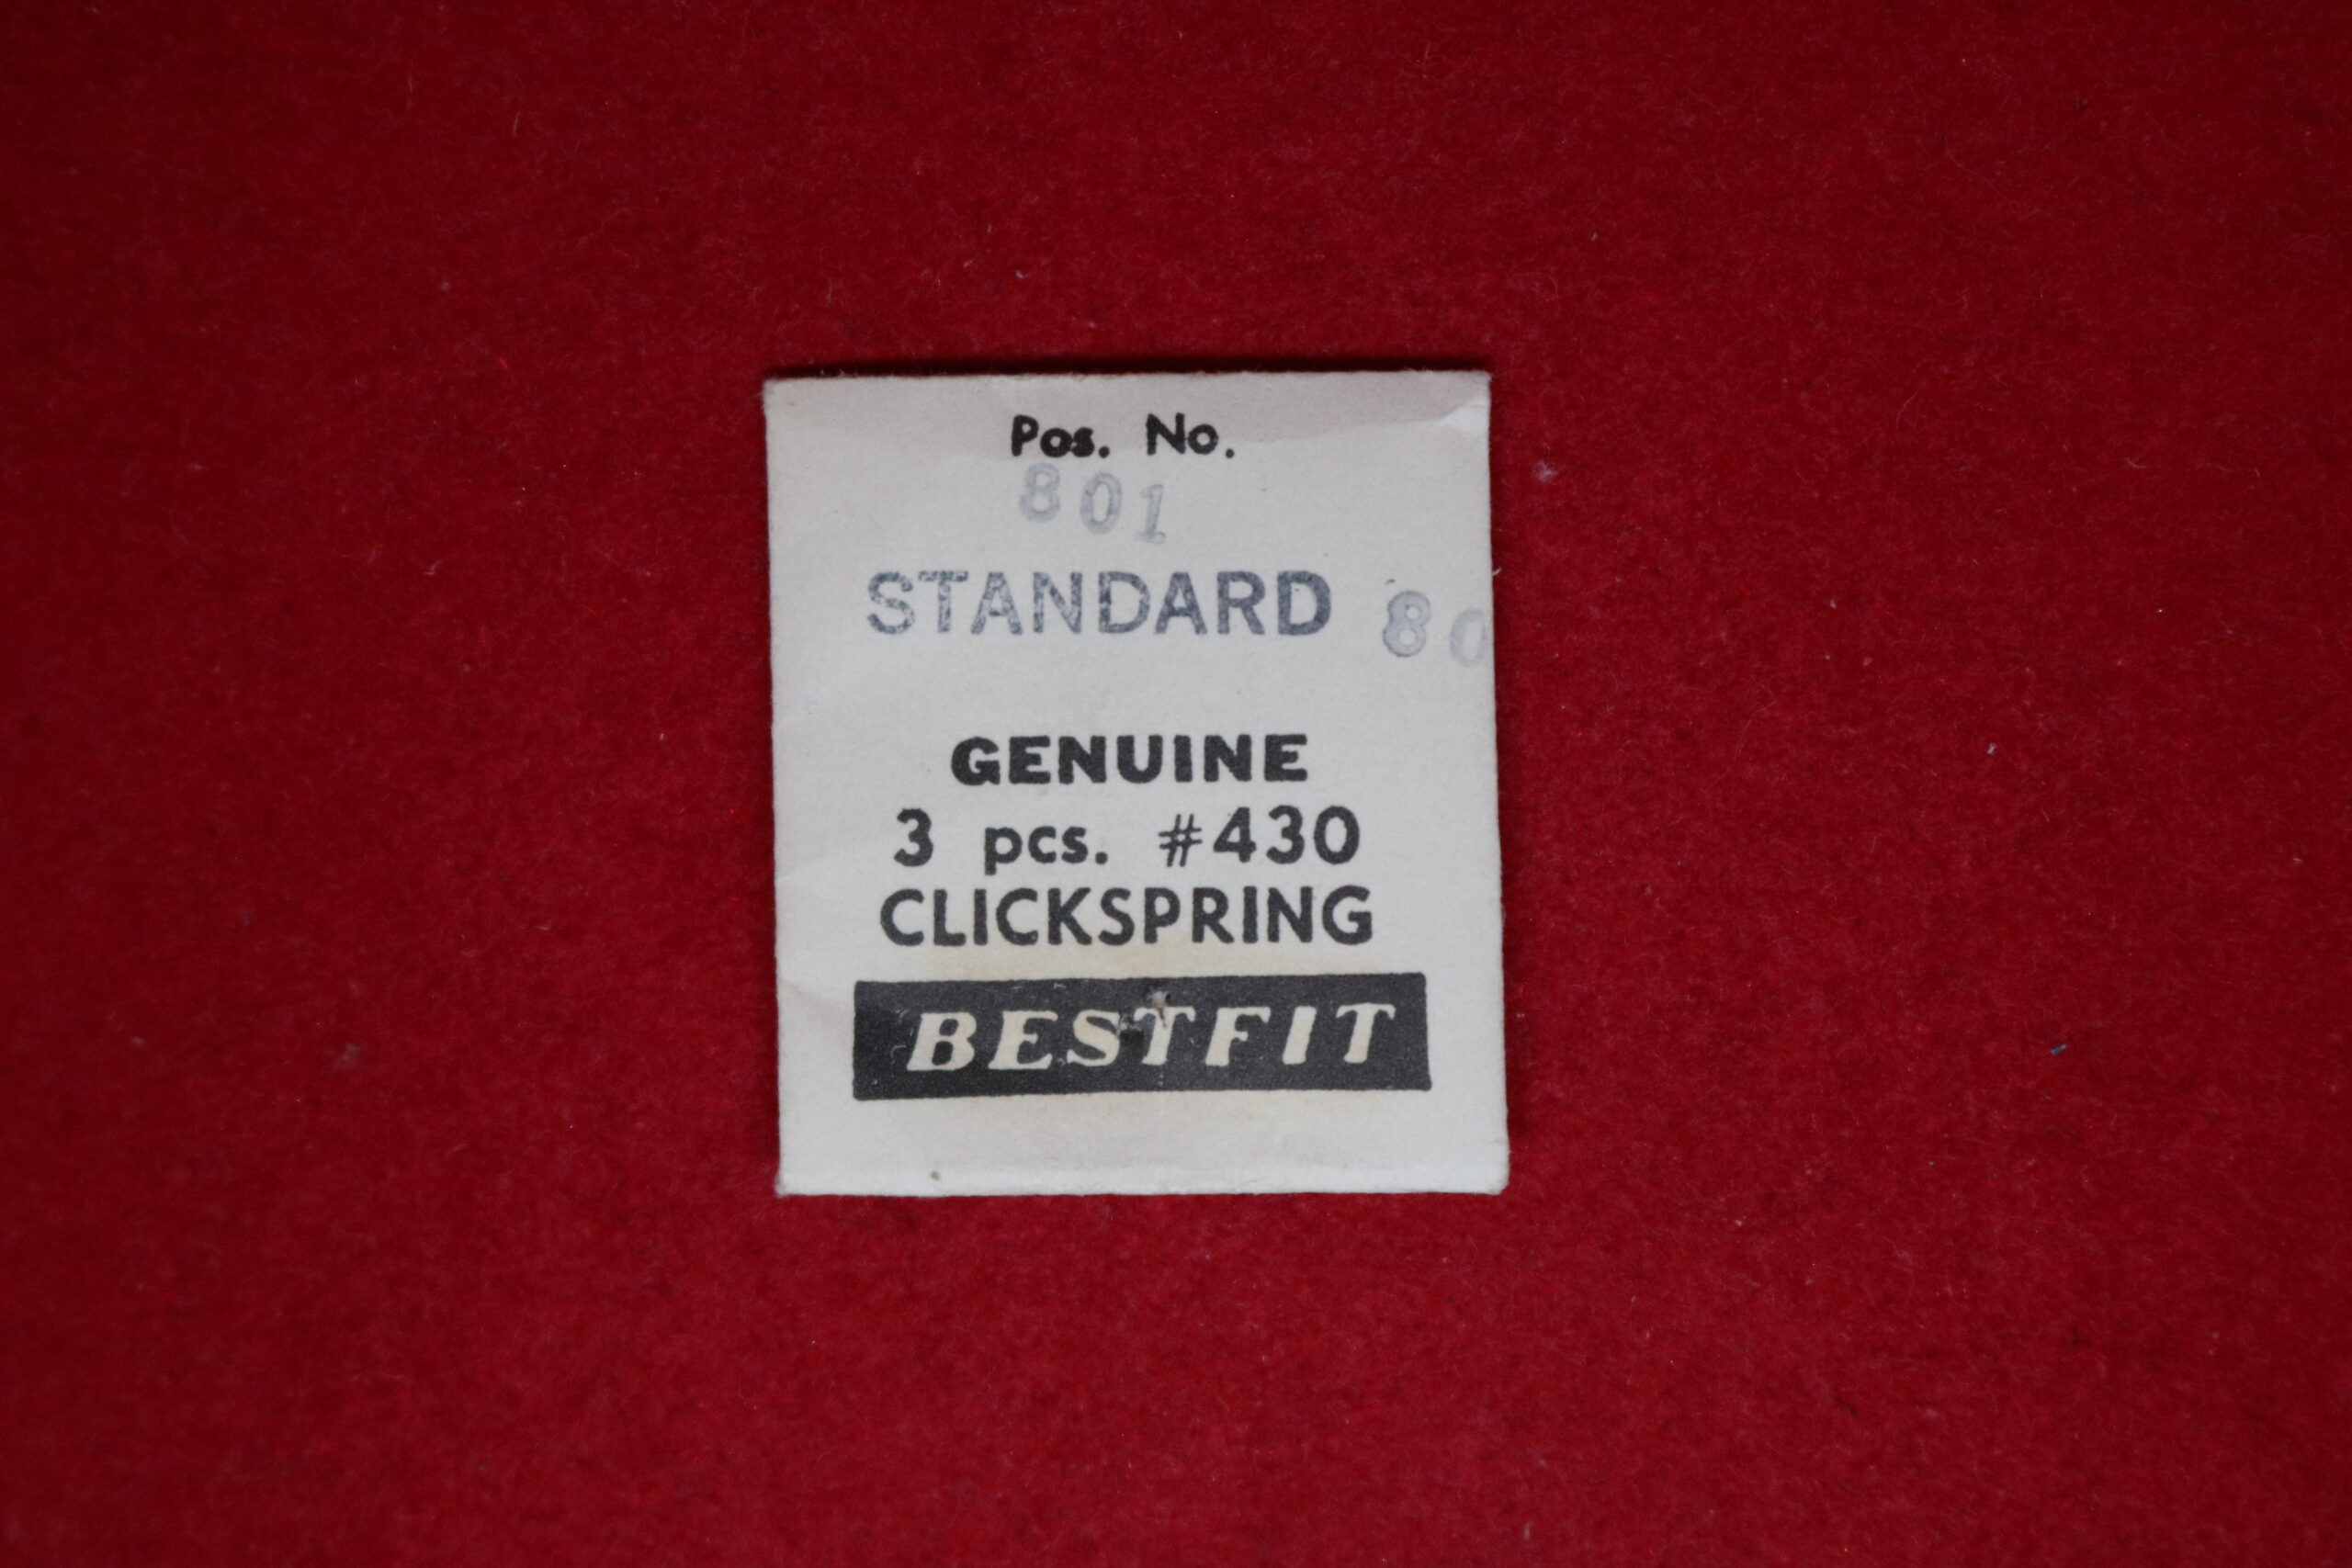 Pos. No.
801
STANDARD 80
GENUINE
3 pcs. #430
CLICKSPRING
BESTFIT